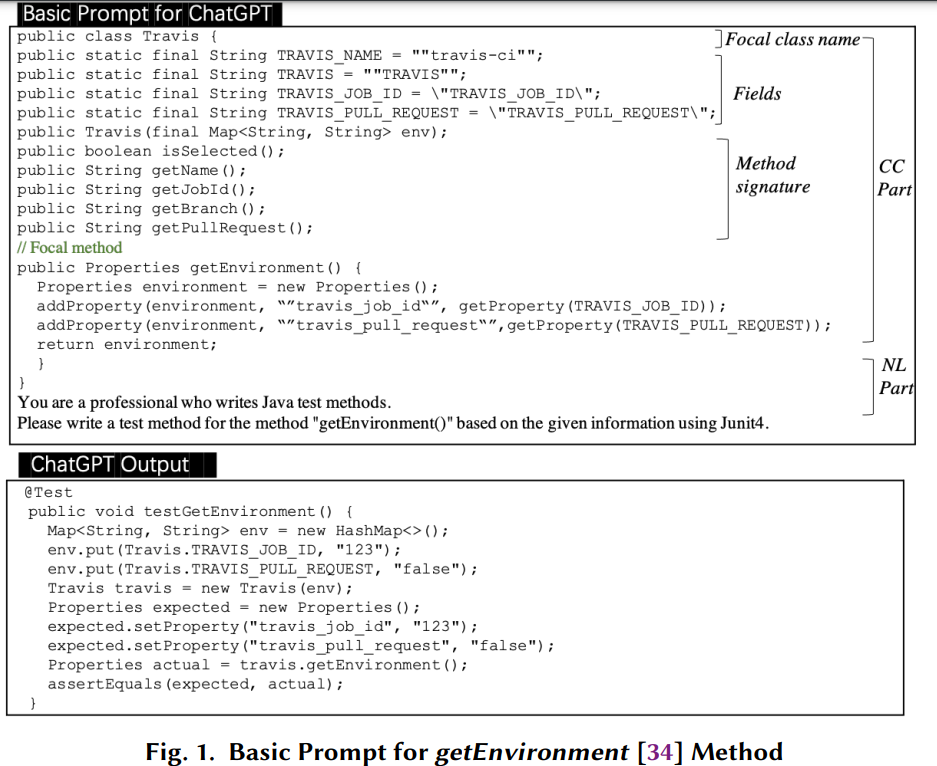 Basic Prompt for ChatGPT
public class Travis {
Focal class name
public static final String TRAVIS_NAME = ""travis-ci"";
public static final String TRAVIS = ""TRAVIS"";
public static final String TRAVIS_JOB_ID = \"TRAVIS_JOB_ID\";
Fields
public static final String TRAVIS_PULL_REQUEST = \"TRAVIS_PULL_REQUEST\";
public Travis(final Map<String, String> env);
public boolean isSelected();
public String getName();
public String getJobId();
public String getBranch();
public String getPullRequest();
Method
signature
CC
Part
// Focal method
public Properties getEnvironment() {
Properties environment = new Properties();
addProperty(environment, “”travis_job_id“”, getProperty(TRAVIS_JOB_ID));
addProperty(environment, “”travis_pull_request“”,getProperty(TRAVIS_PULL_REQUEST));
return environment;
}
}
NL
Part
You are a professional who writes Java test methods.
Please write a test method for the method "getEnvironment()" based on the given information using Junit4.
ChatGPT Output
@Test
public void testGetEnvironment() {
Map<String, String> env = new HashMap<>();
env.put(Travis.TRAVIS_JOB_ID, "123");
env.put(Travis.TRAVIS_PULL_REQUEST, "false");
Travis travis = new Travis(env);
Properties expected = new Properties();
expected.setProperty("travis_job_id", "123");
expected.setProperty("travis_pull_request", "false");
Properties actual = travis.getEnvironment();
assertEquals(expected, actual);
}
Fig. 1. Basic Prompt for getEnvironment [34] Method